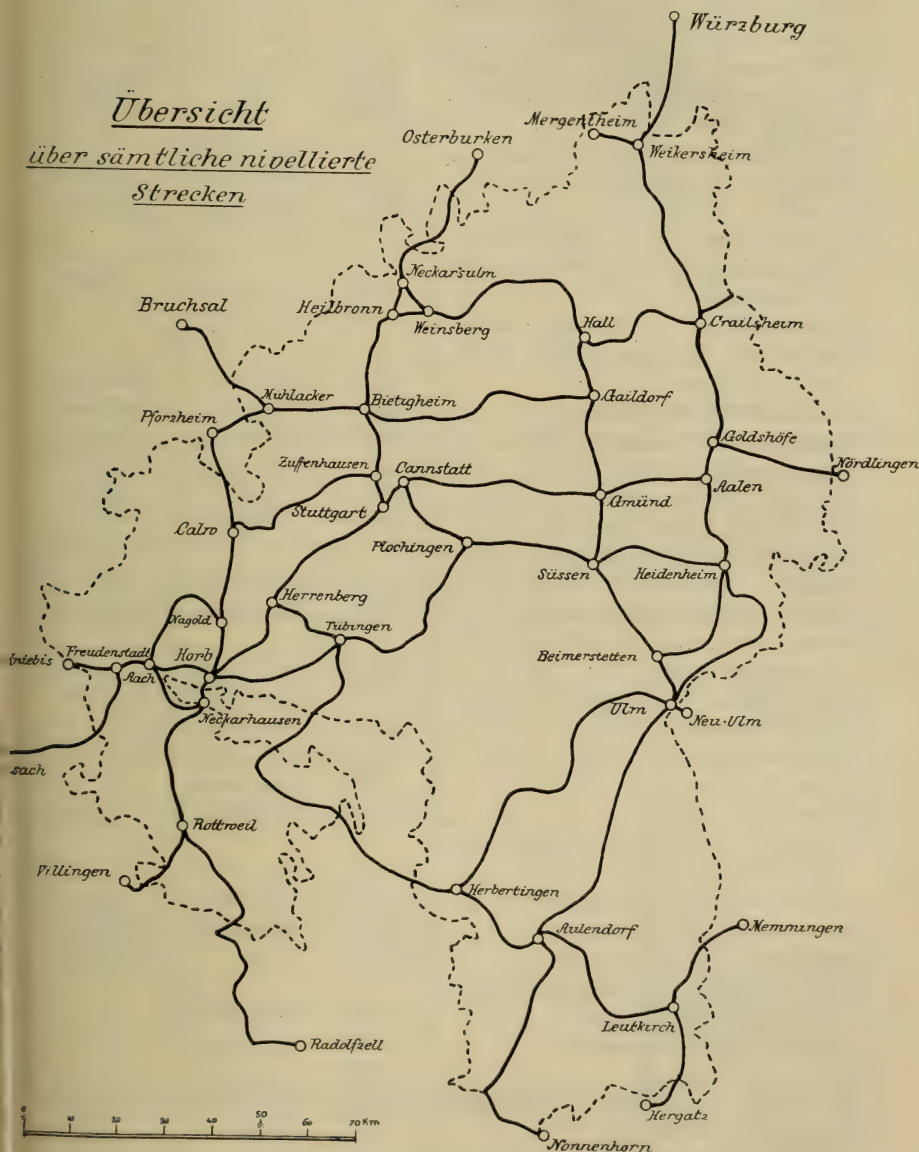 Übersicht
über sämtliche nivellierte
Strecken
Würzburg
Mergentheim
Osterburken
Weikersheim
Neckarsulm
Bruchsal
Heilbronn
Weinsberg
Hall
Crailsheim
Mühlacker
Bietigheim
Gaildorf
Pforzheim
Goldshöfe
Zuffenhausen
Cannstatt
Nördlingen
Aalen
Stuttgart
Gmünd
Calw
Plochingen
Süssen
Heidenheim
Herrenberg
Nagold
Tübingen
Kniebis
Freudenstadt
Horb
Beimerstetten
Aach
Neckarhausen
Ulm
Neu-Ulm
sach
Rottweil
Villingen
Herbertingen
Aulendorf
Memmingen
Leutkirch
Radolfzell
Hergatz
Nonnenhorn
0 10 20 30 40 50 60 70 Km